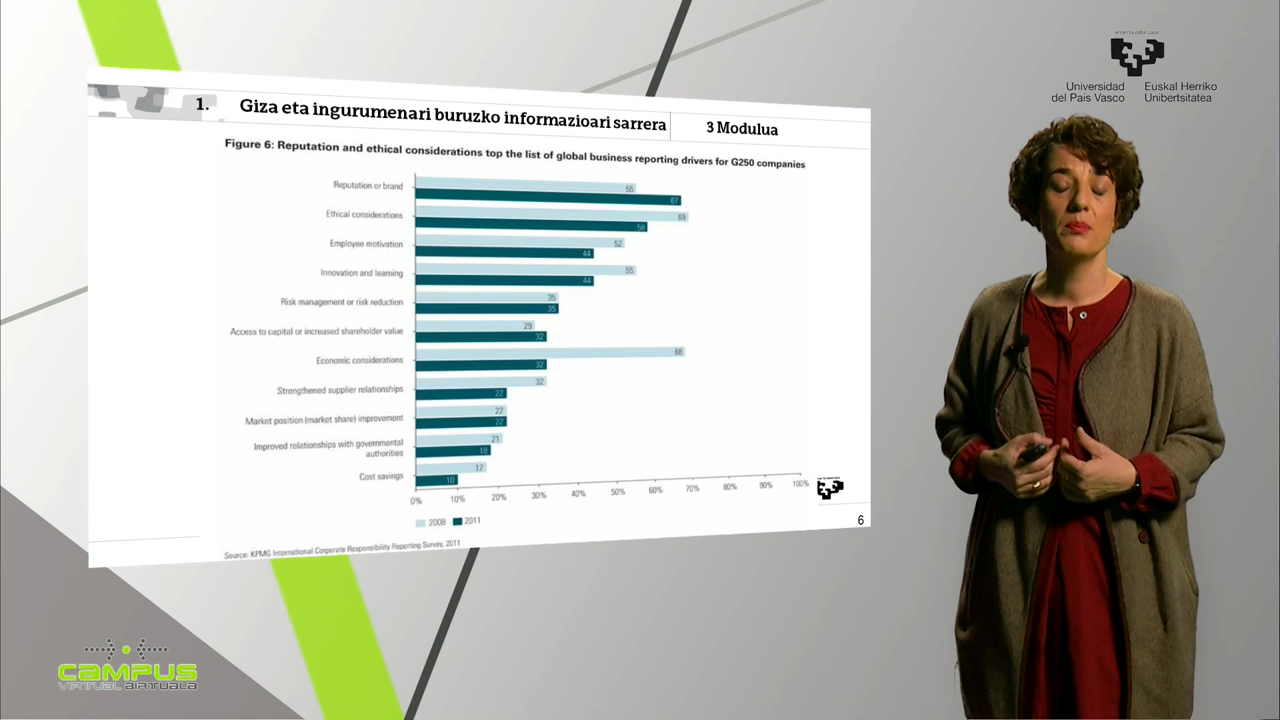 1. Giza eta ingurumenari buruzko informazioari sarrera
3 Modulua
Figure 6: Reputation and ethical considerations top the list of global business reporting drivers for G250 companies
Reputation or brand
55
67
Ethical considerations
69
58
Employee motivation
52
44
Innovation and learning
55
44
Risk management or risk reduction
35
35
Access to capital or increased shareholder value
29
32
Economic considerations
68
32
Strengthened supplier relationships
32
22
Market position (market share) improvement
22
22
Improved relationships with governmental
authorities
21
18
Cost savings
17
10
0% 10% 20% 30% 40% 50% 60% 70% 80% 90% 100%
2008 2011
Source: KPMG International Corporate Responsibility Reporting Survey, 2011
6
Universidad
del País Vasco
Euskal Herriko
Unibertsitatea
CAMPUS
VIRTUAL BIRTUALA